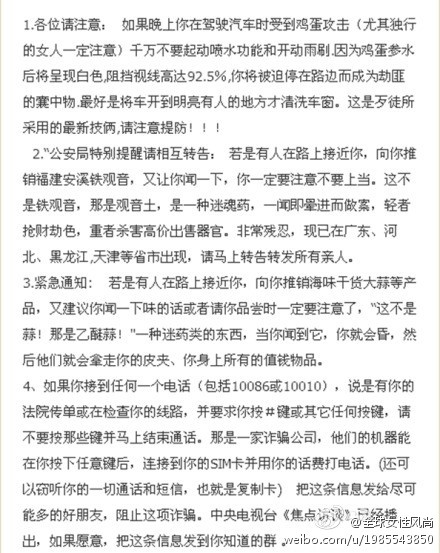 1.各位请注意： 如果晚上你在驾驶汽车时受到鸡蛋攻击（尤其独行
的女人一定注意）千万不要起动喷水功能和开动雨刷.因为鸡蛋参水
后将呈现白色,阻挡视线高达92.5%,你将被迫停在路边而成为劫匪
的囊中物.最好是将车开到明亮有人的地方才清洗车窗。这是歹徒所
采用的最新技俩,请注意提防！！！
2.“公安局特别提醒请相互转告： 若是有人在路上接近你，向你推
销福建安溪铁观音，又让你闻一下，你一定要注意不要上当。这不
是铁观音，那是观音土，是一种迷魂药，一闻即晕进而做案，轻者
抢财劫色，重者杀害高价出售器官。非常残忍，现已在广东、河
北、黑龙江,天津等省市出现，请马上转告转发所有亲人。
3.紧急通知： 若是有人在路上接近你，向你推销海味干货大蒜等产
品，又建议你闻一下味的话或者请你品尝时一定要注意了，“这不是
蒜！那是乙醚蒜！"一种迷药类的东西，当你闻到它，你就会昏，然
后他们就会拿走你的皮夹、你身上所有的值钱物品。
4、如果你接到任何一个电话（包括10086或10010），说是有你的
法院传单或在检查你的线路，并要求你按＃键或其它任何按键，请
不要按那些键并马上结束通话。那是一家诈骗公司，他们的机器能
在你按下任意键后，连接到你的SIM卡并用你的话费打电话。(还可
以窃听你的一切通话和短信，也就是复制卡） 把这条信息发给尽可
能多的好朋友，阻止这项诈骗。中央电视台《焦点访谈》现场播
出，如果愿意，把这条信息发到你知道的群。
@全球女性风尚
weibo.com/u/1985543850